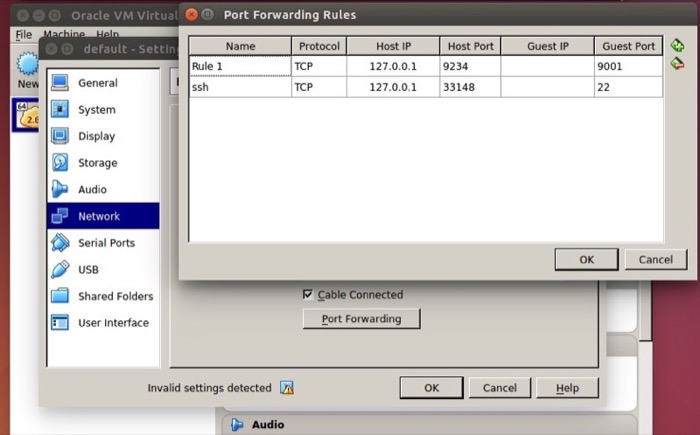 Oracle VM Virtual
File Machine Help
New
64
2.6
default - Settin
General
System
Display
Storage
Audio
Network
Serial Ports
USB
Shared Folders
User Interface
Port Forwarding Rules
Name Protocol Host IP Host Port Guest IP Guest Port
Rule 1 TCP 127.0.0.1 9234 9001
ssh TCP 127.0.0.1 33148 22
OK Cancel
Cable Connected
Port Forwarding
Invalid settings detected
OK Cancel Help
Audio